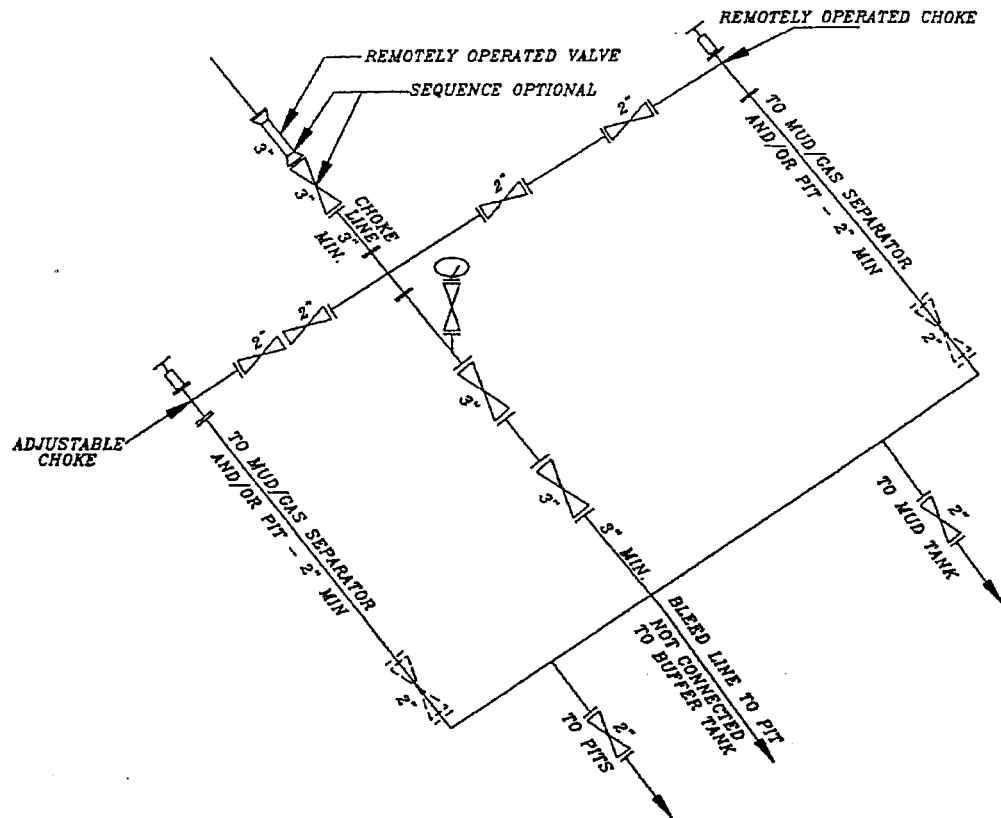 REMOTELY OPERATED CHOKE
REMOTELY OPERATED VALVE
SEQUENCE OPTIONAL
3"
3"
CHOKE
LINE
3"
MIN.
2"
2"
TO MUD/GAS SEPARATOR
AND/OR PIT - 2" MIN
2"
2"
2"
ADJUSTABLE
CHOKE
TO MUD/GAS SEPARATOR
AND/OR PIT - 2" MIN
2"
3"
3"
3" MIN.
BLEED LINE TO PIT
NOT CONNECTED
TO BUFFER TANK
2"
TO MUD TANK
2"
TO PITS